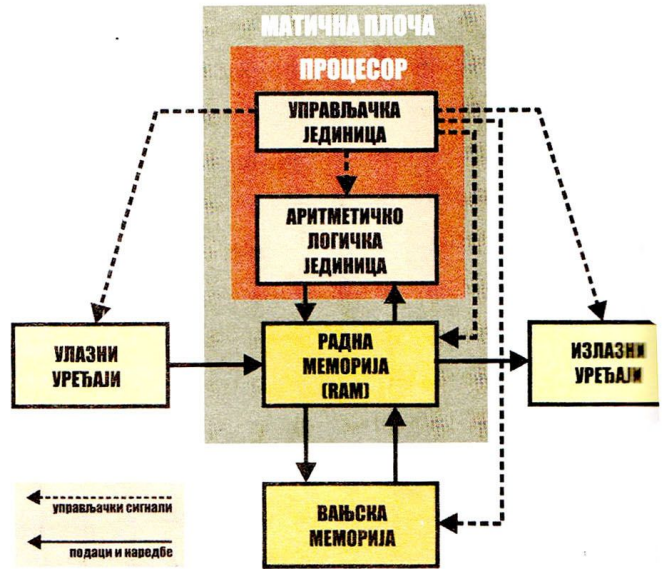 МАТИЧНА ПЛОЧА
ПРОЦЕСОР
УПРАВЉАЧКА
ЈЕДИНИЦА
АРИТМЕТИЧКО
ЛОГИЧКА
ЈЕДИНИЦА
УЛАЗНИ
УРЕЂАЈИ
РАДНА
МЕМОРИЈА
(RAM)
ИЗЛАЗНИ
УРЕЂАЈИ
управљачки сигнали
подаци и наредбе
ВАЊСКА
МЕМОРИЈА